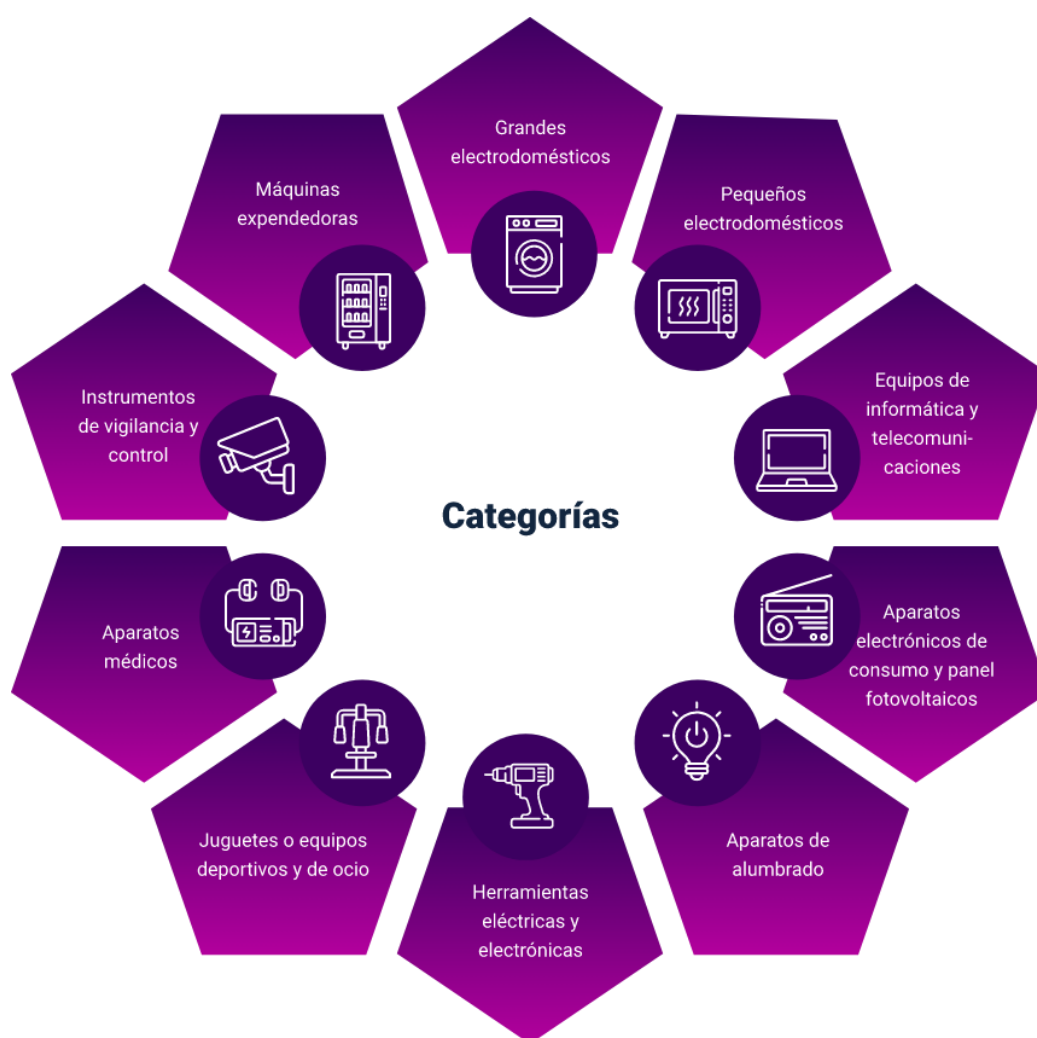 Grandes
electrodomésticos
Pequeños
electrodomésticos
Equipos de
informática y
telecomuni-
caciones
Aparatos
electrónicos de
consumo y panel
fotovoltaicos
Aparatos de
alumbrado
Herramientas
eléctricas y
electrónicas
Juguetes o equipos
deportivos y de ocio
Aparatos
médicos
Instrumentos
de vigilancia y
control
Máquinas
expendedoras
Categorías